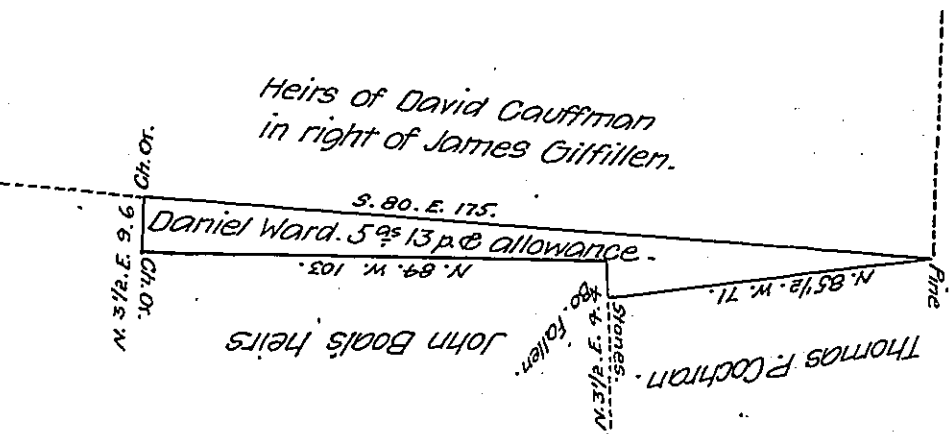 Heirs of David Cauffman
in right of James Gilfillen.
Ch. Or.
S. 80. E. 175.
N. 3 1/2. E. 9.6
Daniel Ward. 5 as 13 p. & allowance.
Ch. Or.
N. 84. W. 103.
N. 85 1/2. W. 71.
Pine
John Boals heirs
fallen.
Stones.
N. 3 1/2. E. 4.
Thomas P. Cochran.